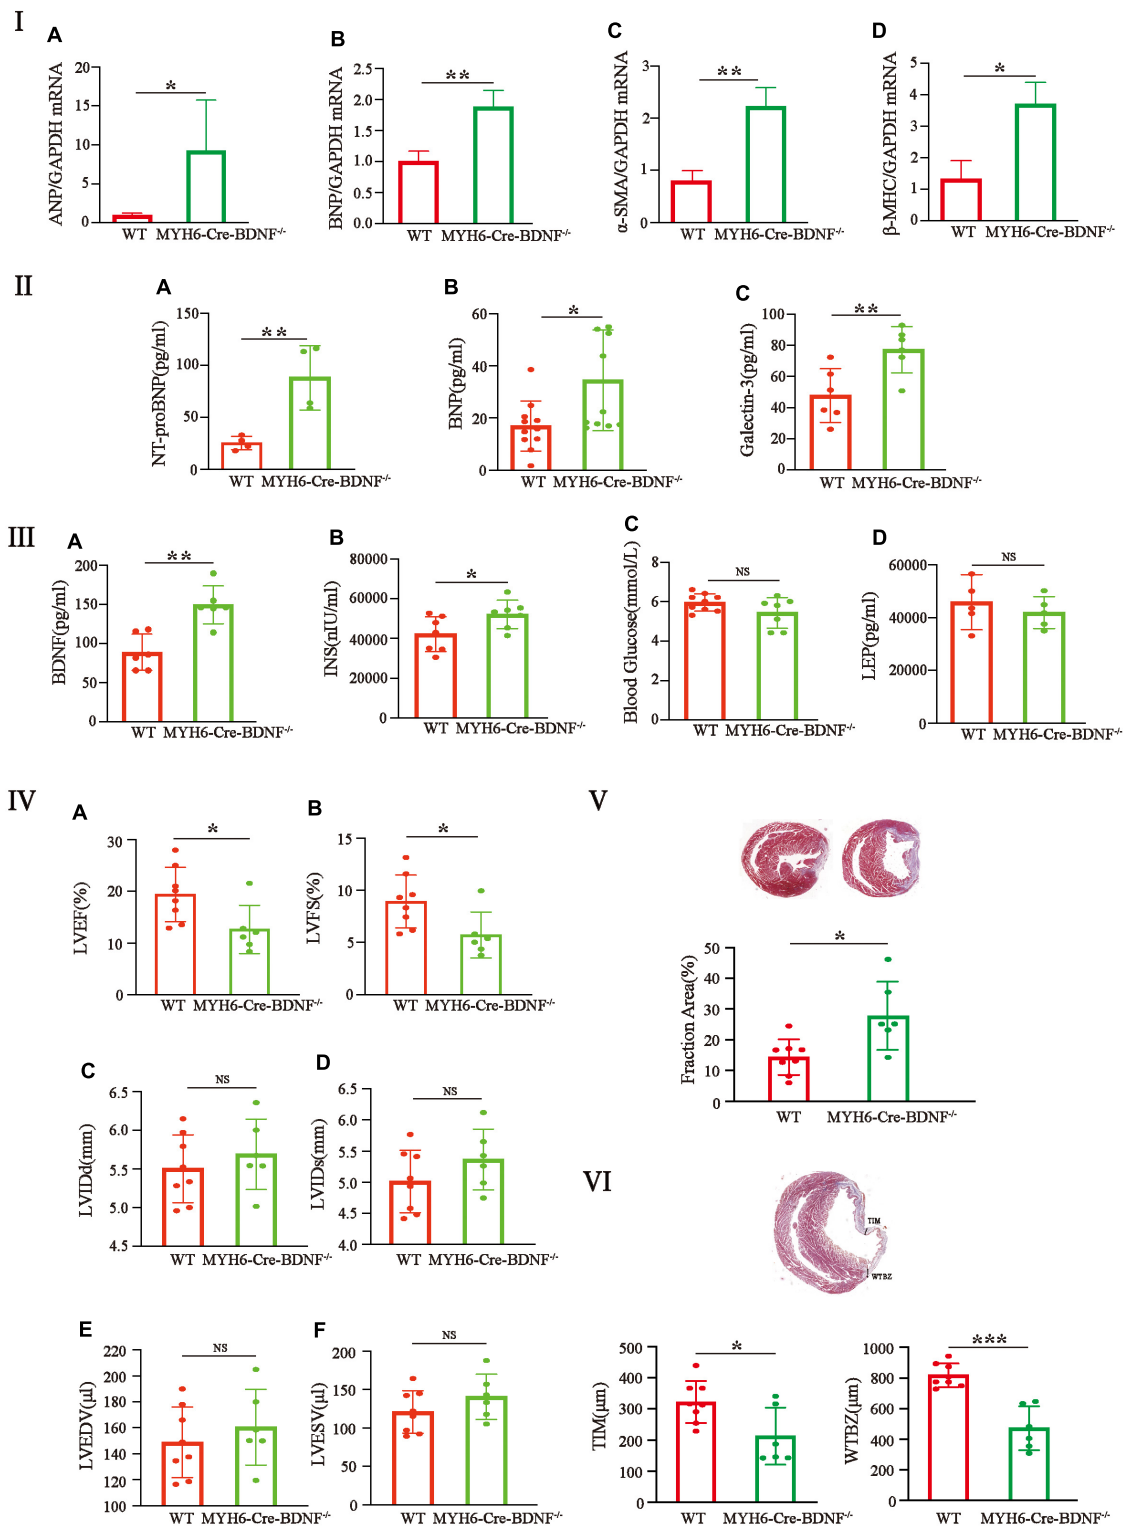 I
A
ANP/GAPDH mRNA
20
15
10
5
0
*
WT MYH6-Cre-BDNF-/-
B
BNP/GAPDH mRNA
2.5
2.0
1.5
1.0
0.5
0.0
**
WT MYH6-Cre-BDNF-/-
C
α-SMA/GAPDH mRNA
3
2
1
0
**
WT MYH6-Cre-BDNF-/-
D
β-MHC/GAPDH mRNA
5
4
3
2
1
0
*
WT MYH6-Cre-BDNF-/-
II
A
NT-proBNP(pg/ml)
150
100
50
0
**
WT MYH6-Cre-BDNF-/-
B
BNP(pg/ml)
60
40
20
0
*
WT MYH6-Cre-BDNF-/-
C
Galectin-3(pg/ml)
100
80
60
40
20
0
**
WT MYH6-Cre-BDNF-/-
III
A
BDNF(pg/ml)
200
150
100
50
0
**
WT MYH6-Cre-BDNF-/-
B
INS(nIU/ml)
80000
60000
40000
20000
0
*
WT MYH6-Cre-BDNF-/-
C
Blood Glucose(mmol/L)
8
6
4
2
0
NS
WT MYH6-Cre-BDNF-/-
D
LEP(pg/ml)
60000
40000
20000
0
NS
WT MYH6-Cre-BDNF-/-
IV
A
LVEF(%)
30
20
10
0
*
WT MYH6-Cre-BDNF-/-
B
LVFS(%)
15
10
5
0
*
WT MYH6-Cre-BDNF-/-
C
LVIDd(mm)
6.5
6.0
5.5
5.0
4.5
NS
WT MYH6-Cre-BDNF-/-
D
LVIDs(mm)
6.5
6.0
5.5
5.0
4.5
4.0
NS
WT MYH6-Cre-BDNF-/-
E
LVEDV(μl)
220
200
180
160
140
120
100
NS
WT MYH6-Cre-BDNF-/-
F
LVESV(μl)
200
150
100
50
0
NS
WT MYH6-Cre-BDNF-/-
V
Fraction Area(%)
50
40
30
20
10
0
*
WT MYH6-Cre-BDNF-/-
VI
TIM
WTBZ
TIM(μm)
500
400
300
200
100
0
*
WT MYH6-Cre-BDNF-/-
WTBZ(μm)
1000
800
600
400
200
0
***
WT MYH6-Cre-BDNF-/-